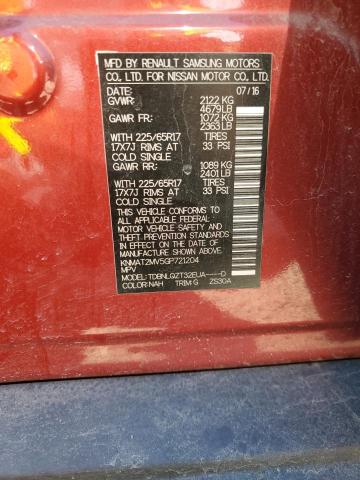 MFD BY RENAULT SAMSUNG MOTORS
CO., LTD. FOR NISSAN MOTOR CO., LTD.
DATE: 07/16
GVWR: 2122 KG
4679 LB
GAWR FR: 1072 KG
2363 LB
WITH 225/65R17 TIRES
17X7J RIMS AT 33 PSI
COLD SINGLE
GAWR RR: 1089 KG
2401 LB
WITH 225/65R17 TIRES
17X7J RIMS AT 33 PSI
COLD SINGLE
THIS VEHICLE CONFORMS TO
ALL APPLICABLE FEDERAL
MOTOR VEHICLE SAFETY,
BUMPER, AND THEFT
PREVENTION STANDARDS
IN EFFECT ON THE DATE OF
MANUFACTURE SHOWN ABOVE.
KNMAT2MV5GP721204
MPV
MODEL: TDBNLQZT32EUA-----D
COLOR: NAH TRIM: G ZS30A